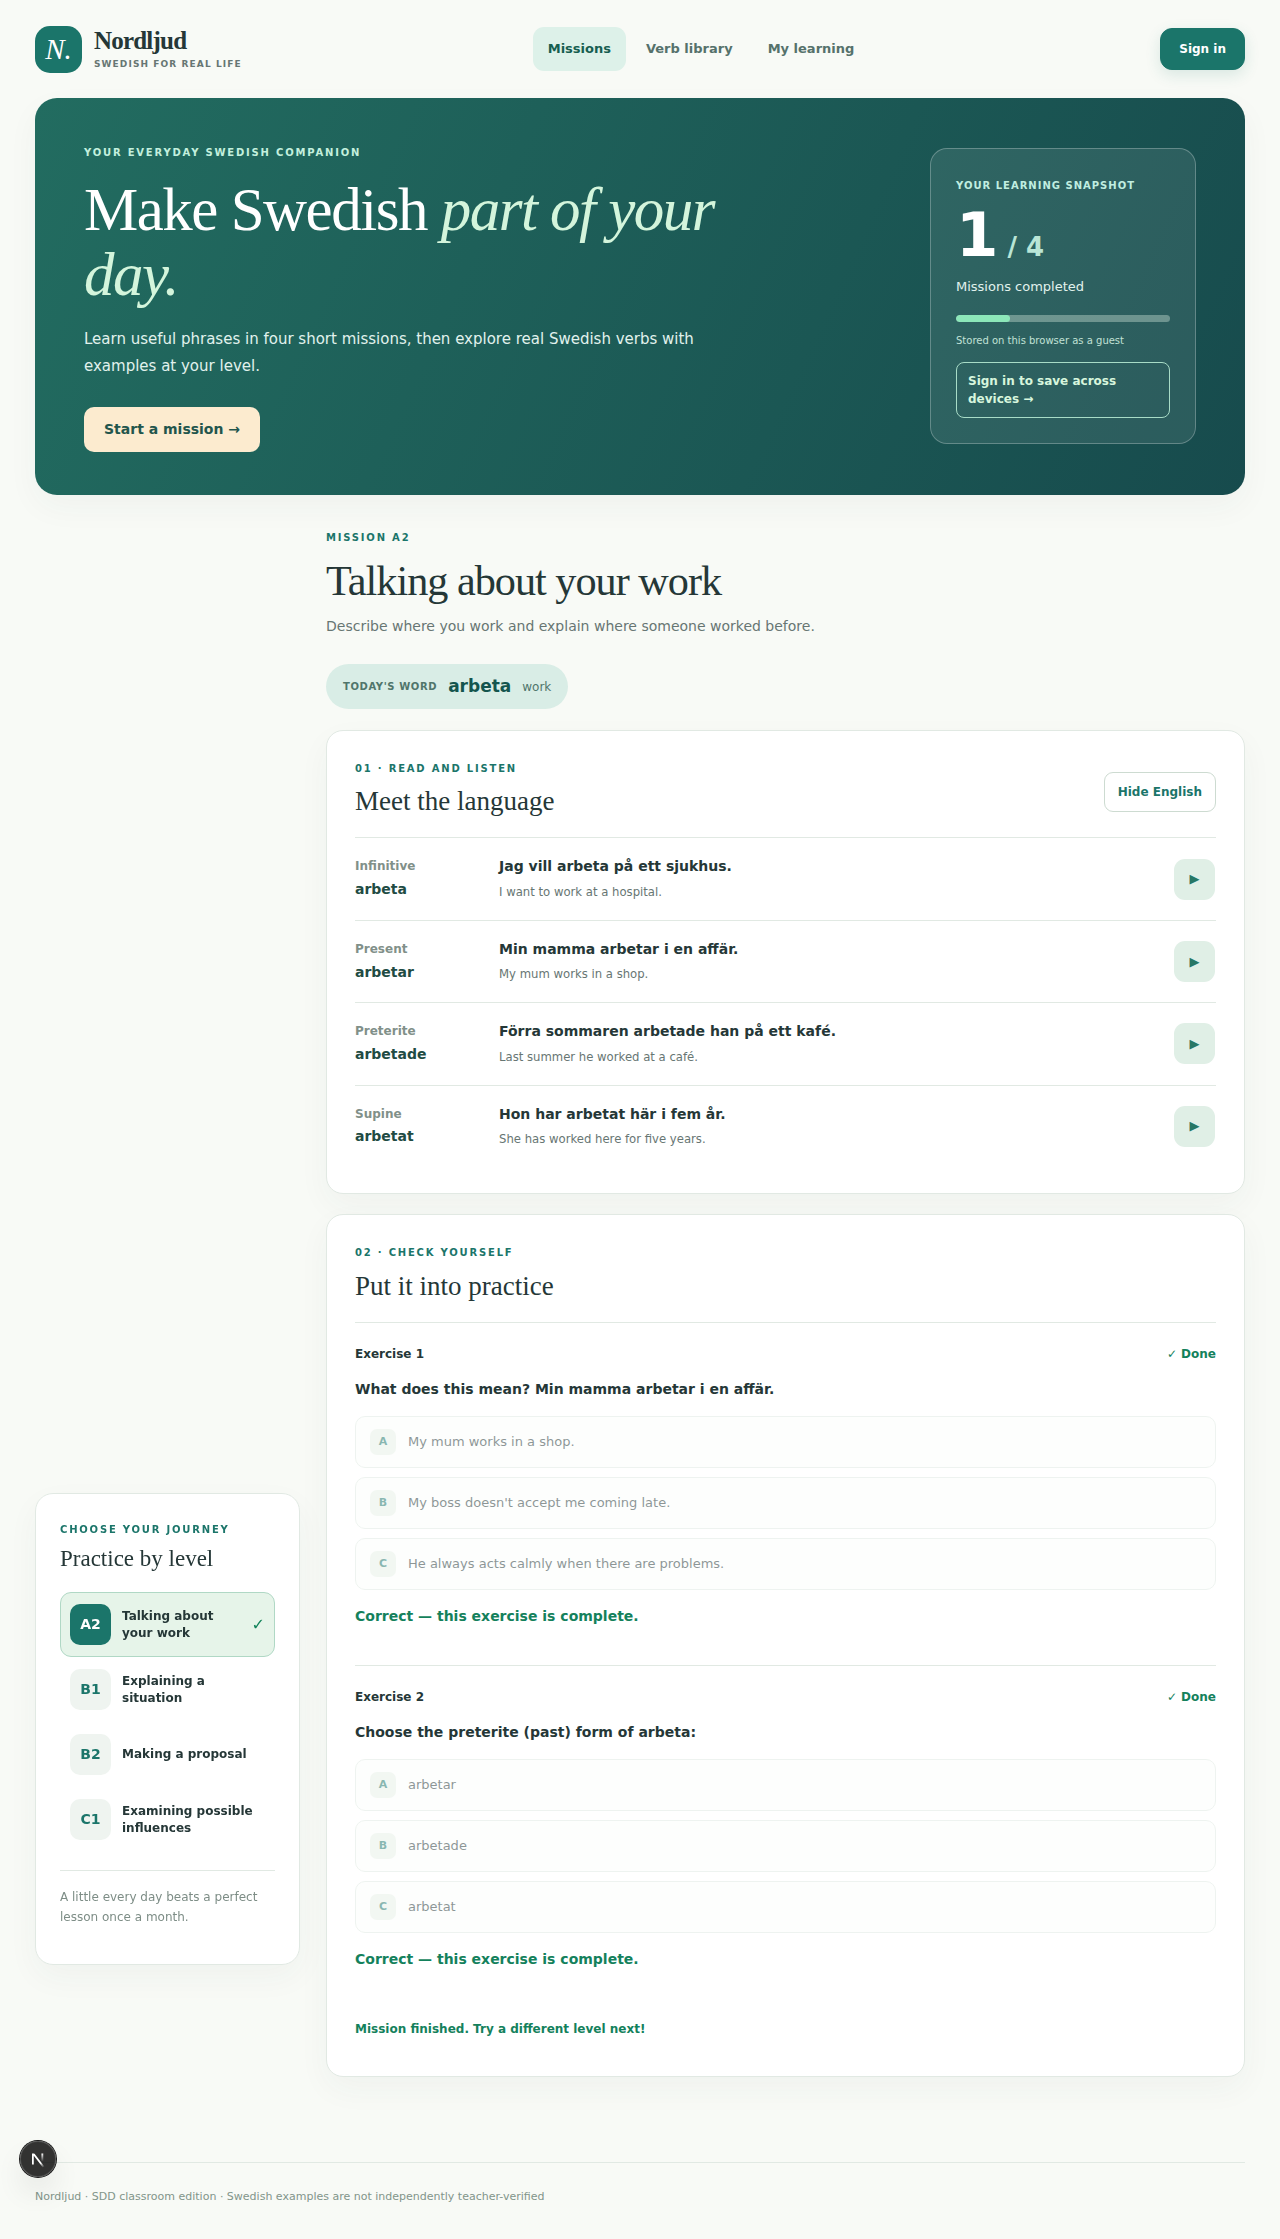 N.
Nordljud
SWEDISH FOR REAL LIFE
Missions
Verb library
My learning
Sign in
YOUR EVERYDAY SWEDISH COMPANION
Make Swedish part of your
day.
Learn useful phrases in four short missions, then explore real Swedish verbs with
examples at your level.
Start a mission →
YOUR LEARNING SNAPSHOT
1 / 4
Missions completed
Stored on this browser as a guest
Sign in to save across
devices →
MISSION A2
Talking about your work
Describe where you work and explain where someone worked before.
TODAY'S WORD arbeta work
01 · READ AND LISTEN
Meet the language
Hide English
Infinitive
arbeta
Jag vill arbeta på ett sjukhus.
I want to work at a hospital.
▶
Present
arbetar
Min mamma arbetar i en affär.
My mum works in a shop.
▶
Preterite
arbetade
Förra sommaren arbetade han på ett kafé.
Last summer he worked at a café.
▶
Supine
arbetat
Hon har arbetat här i fem år.
She has worked here for five years.
▶
02 · CHECK YOURSELF
Put it into practice
Exercise 1
✓ Done
What does this mean? Min mamma arbetar i en affär.
A My mum works in a shop.
B My boss doesn't accept me coming late.
C He always acts calmly when there are problems.
Correct — this exercise is complete.
Exercise 2
✓ Done
Choose the preterite (past) form of arbeta:
A arbetar
B arbetade
C arbetat
Correct — this exercise is complete.
Mission finished. Try a different level next!
CHOOSE YOUR JOURNEY
Practice by level
A2 Talking about
your work ✓
B1 Explaining a
situation
B2 Making a proposal
C1 Examining possible
influences
A little every day beats a perfect
lesson once a month.
N
Nordljud · SDD classroom edition · Swedish examples are not independently teacher-verified